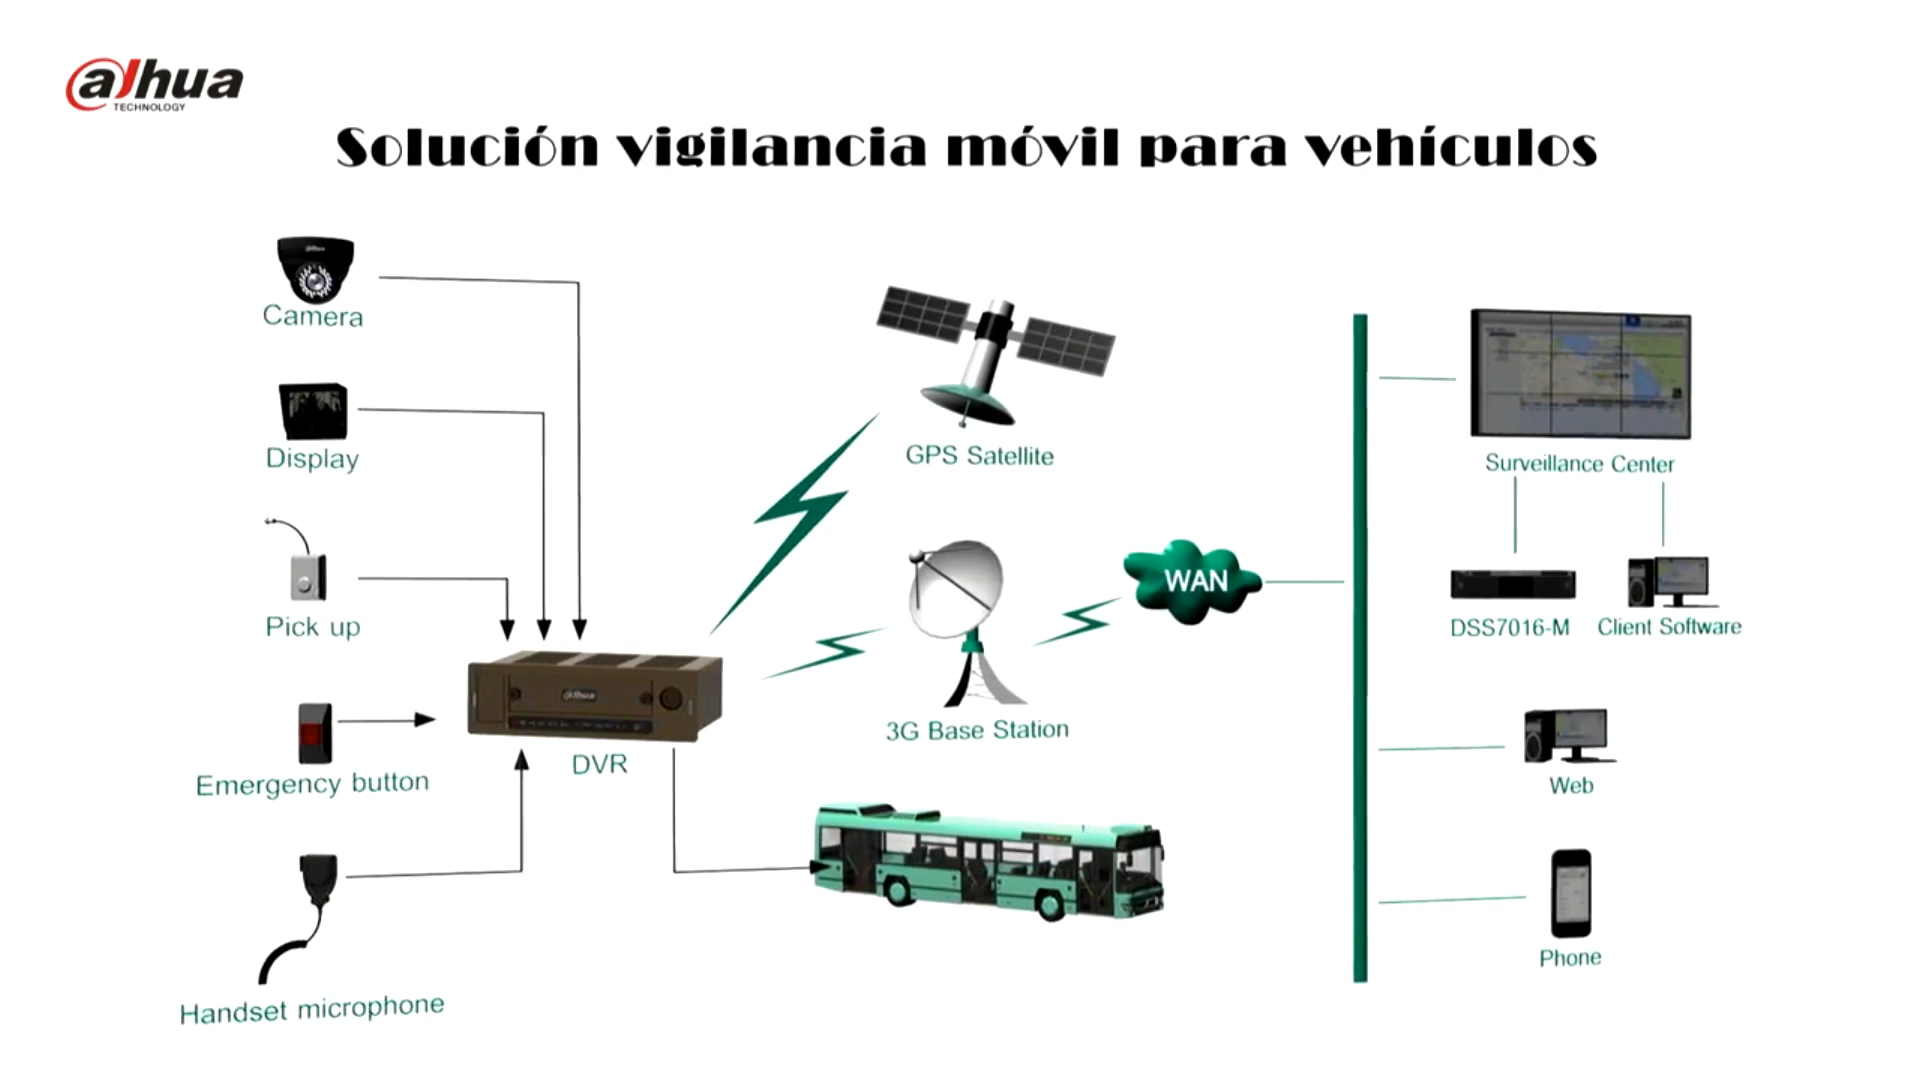 alhua
TECHNOLOGY
Solución vigilancia móvil para vehículos
Camera
Display
Pick up
Emergency button
Handset microphone
alhua
DVR
GPS Satellite
3G Base Station
WAN
Surveillance Center
DSS7016-M
Client Software
Web
Phone